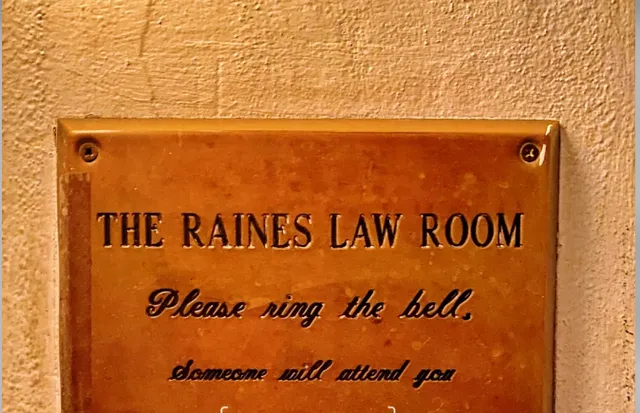 THE RAINES LAW ROOM
Please ring the bell.
Someone will attend you